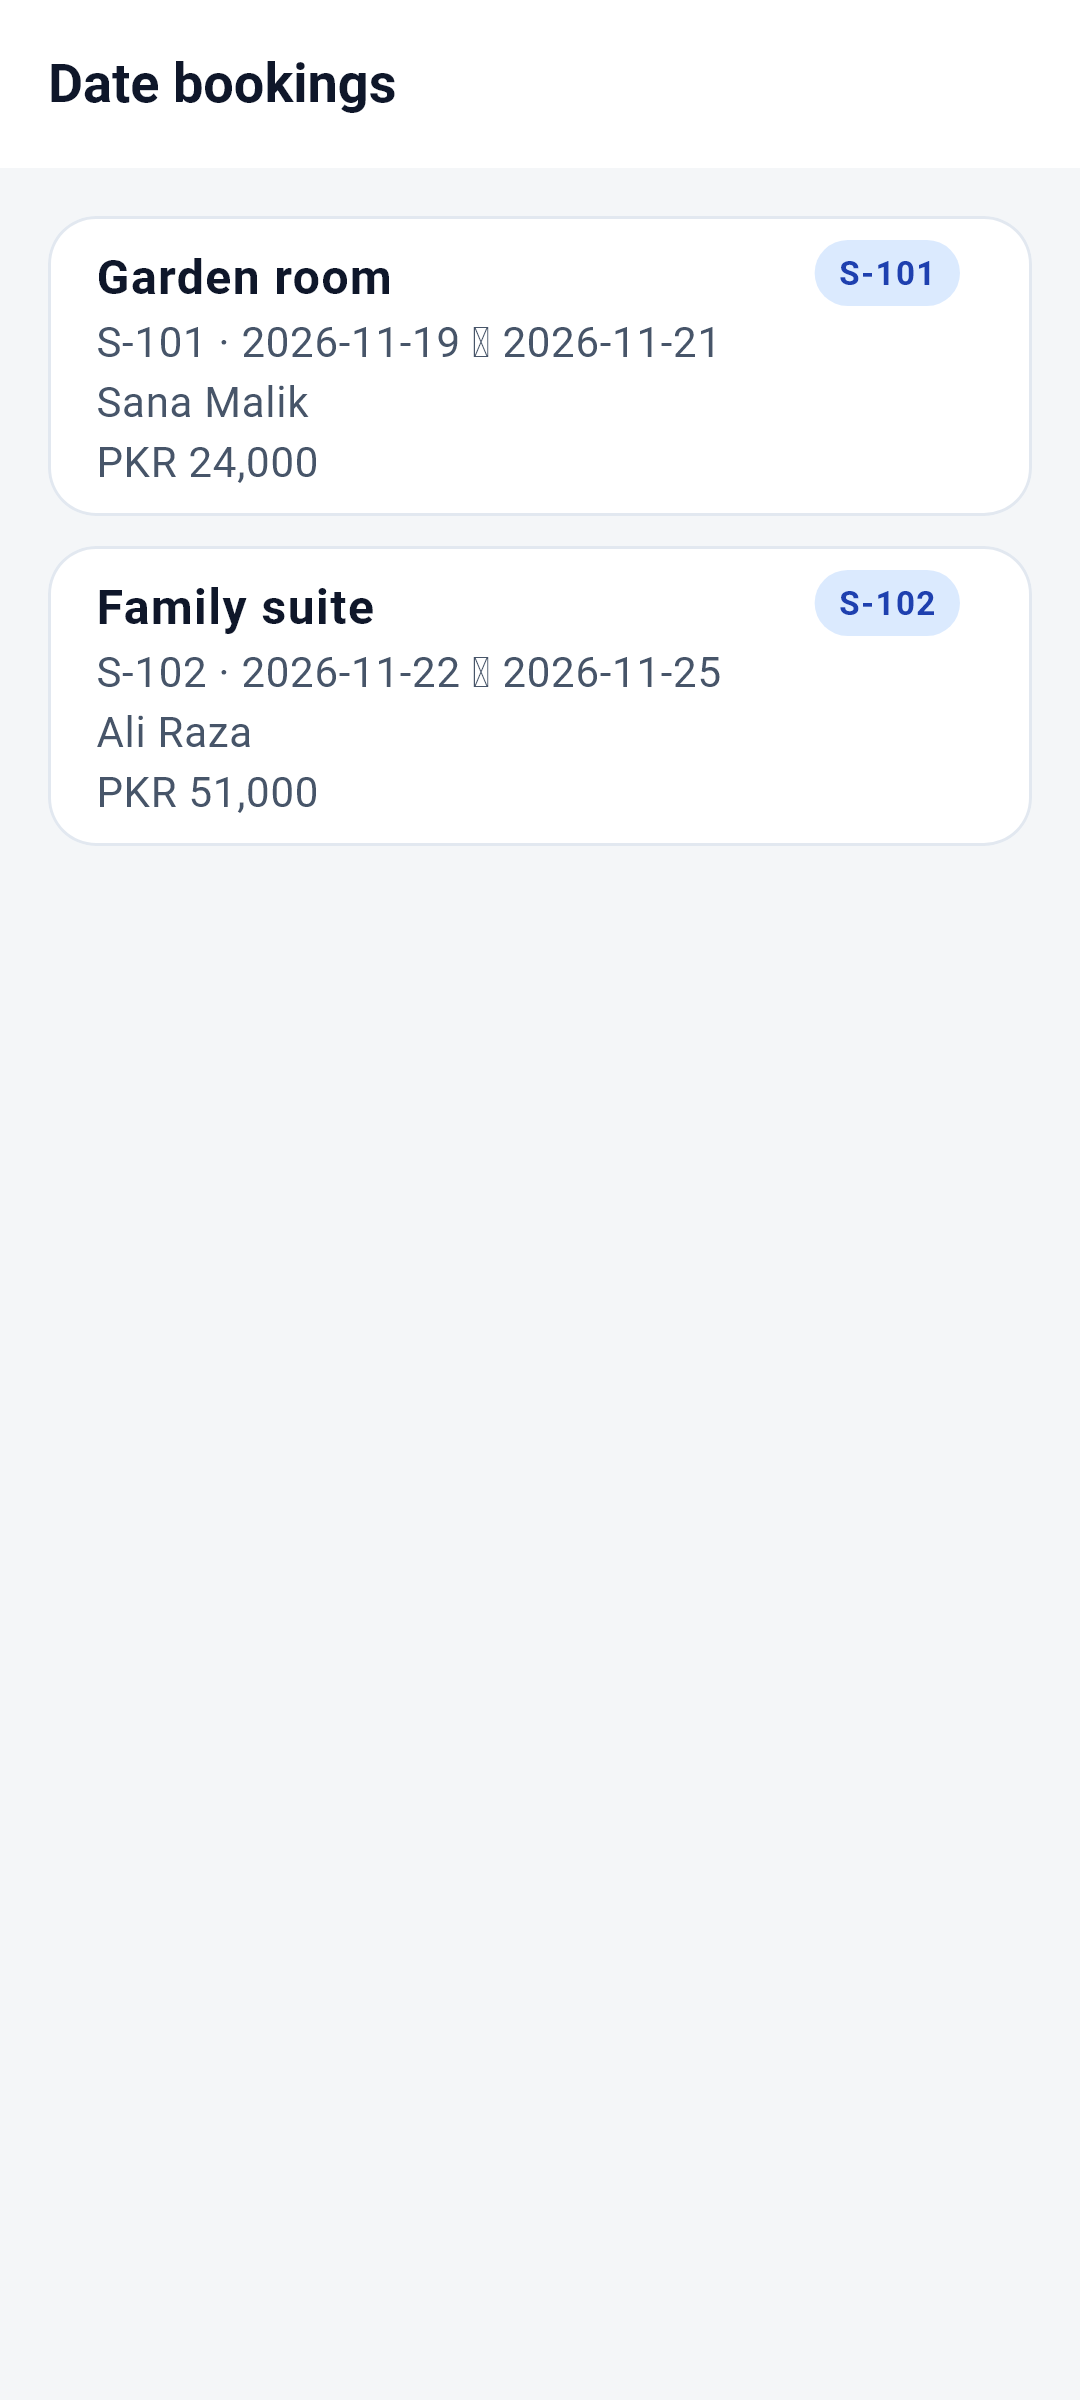 Date bookings
Garden room
S-101
S-101 · 2026-11-19 2026-11-21
Sana Malik
PKR 24,000
Family suite
S-102
S-102 · 2026-11-22 2026-11-25
Ali Raza
PKR 51,000